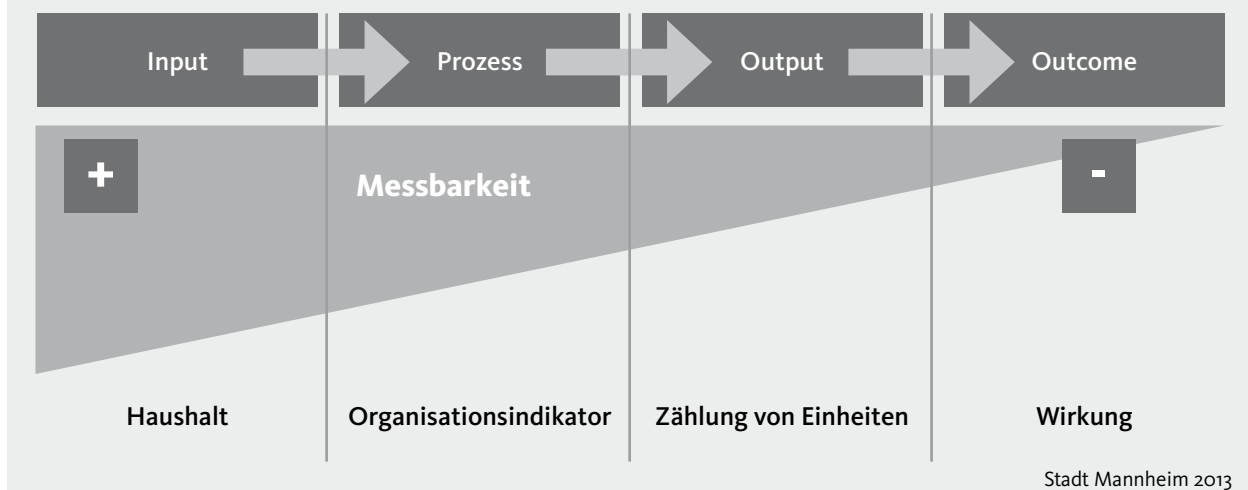 Input
Prozess
Output
Outcome
+
Messbarkeit
-
Haushalt
Organisationsindikator
Zählung von Einheiten
Wirkung
Stadt Mannheim 2013